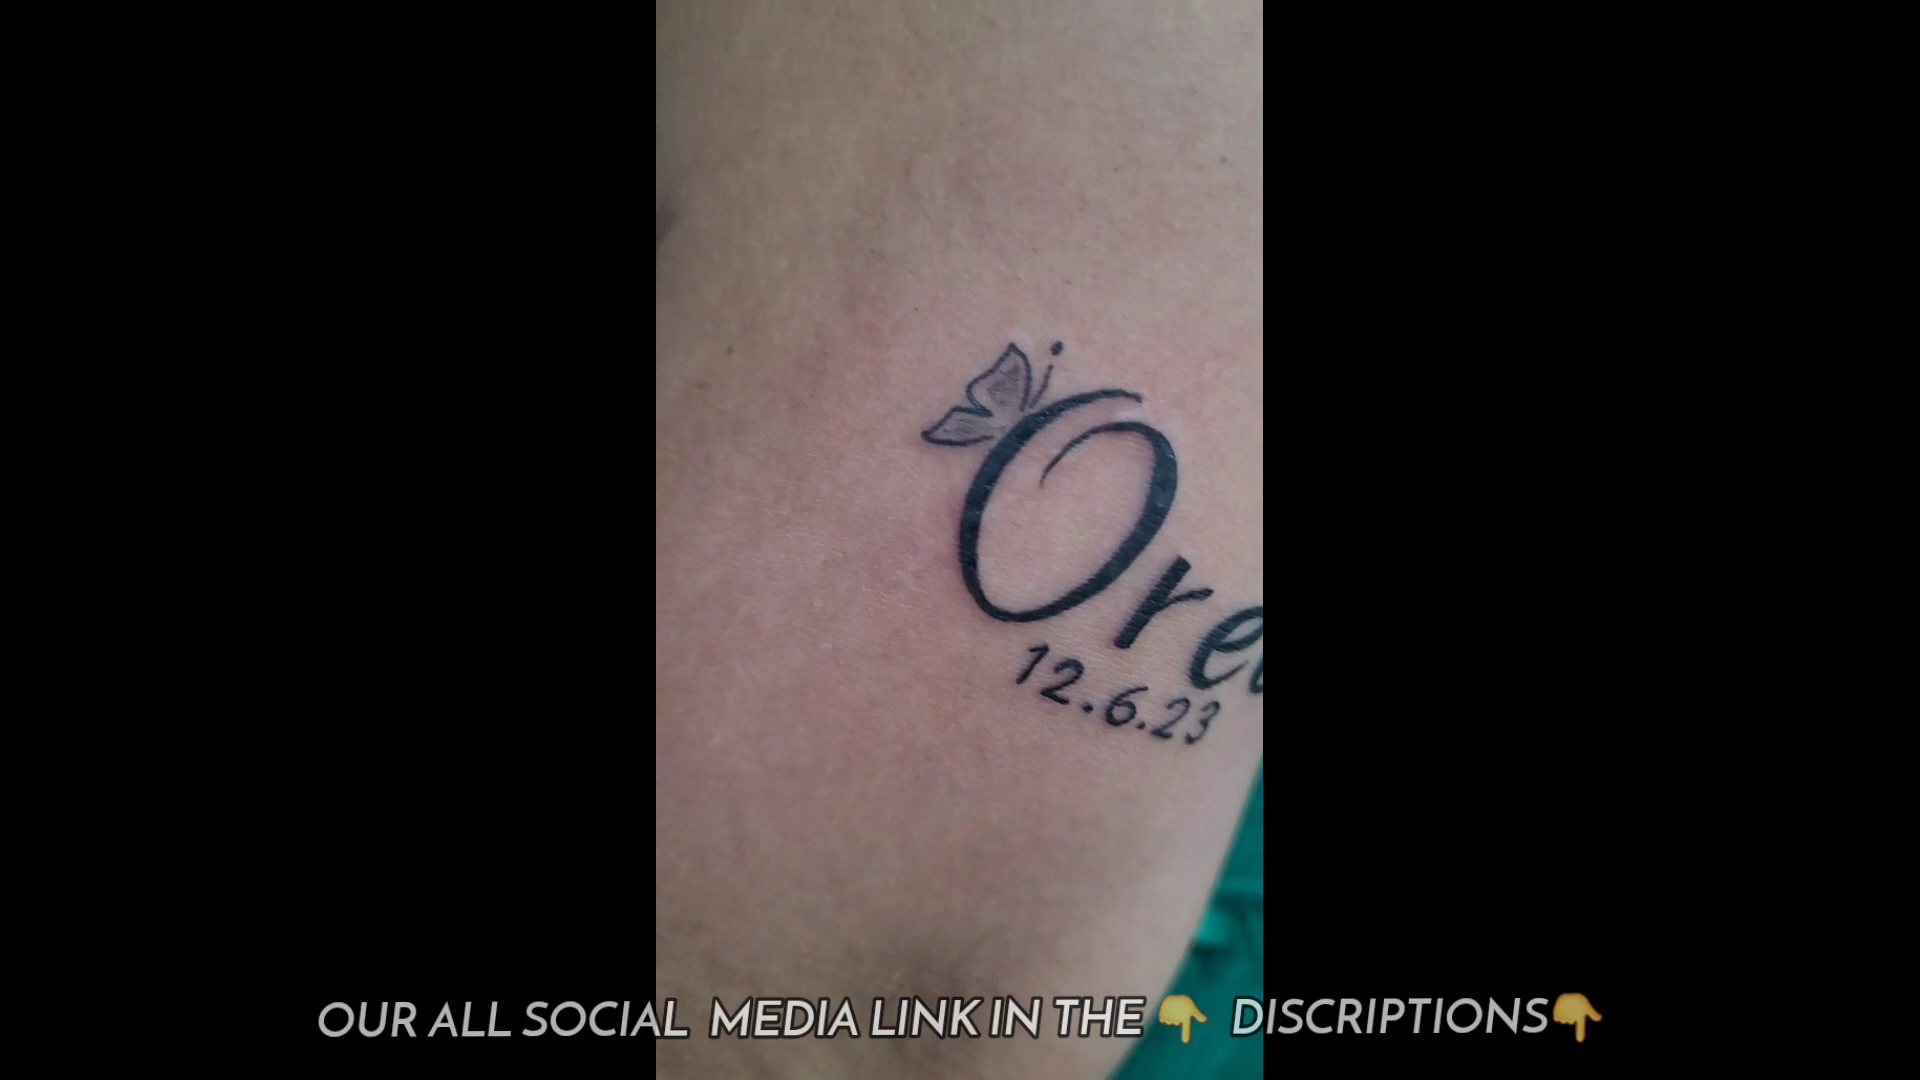 Ore
12.6.23
OUR ALL SOCIAL MEDIA LINK IN THE 👇 DISCRIPTIONS👇